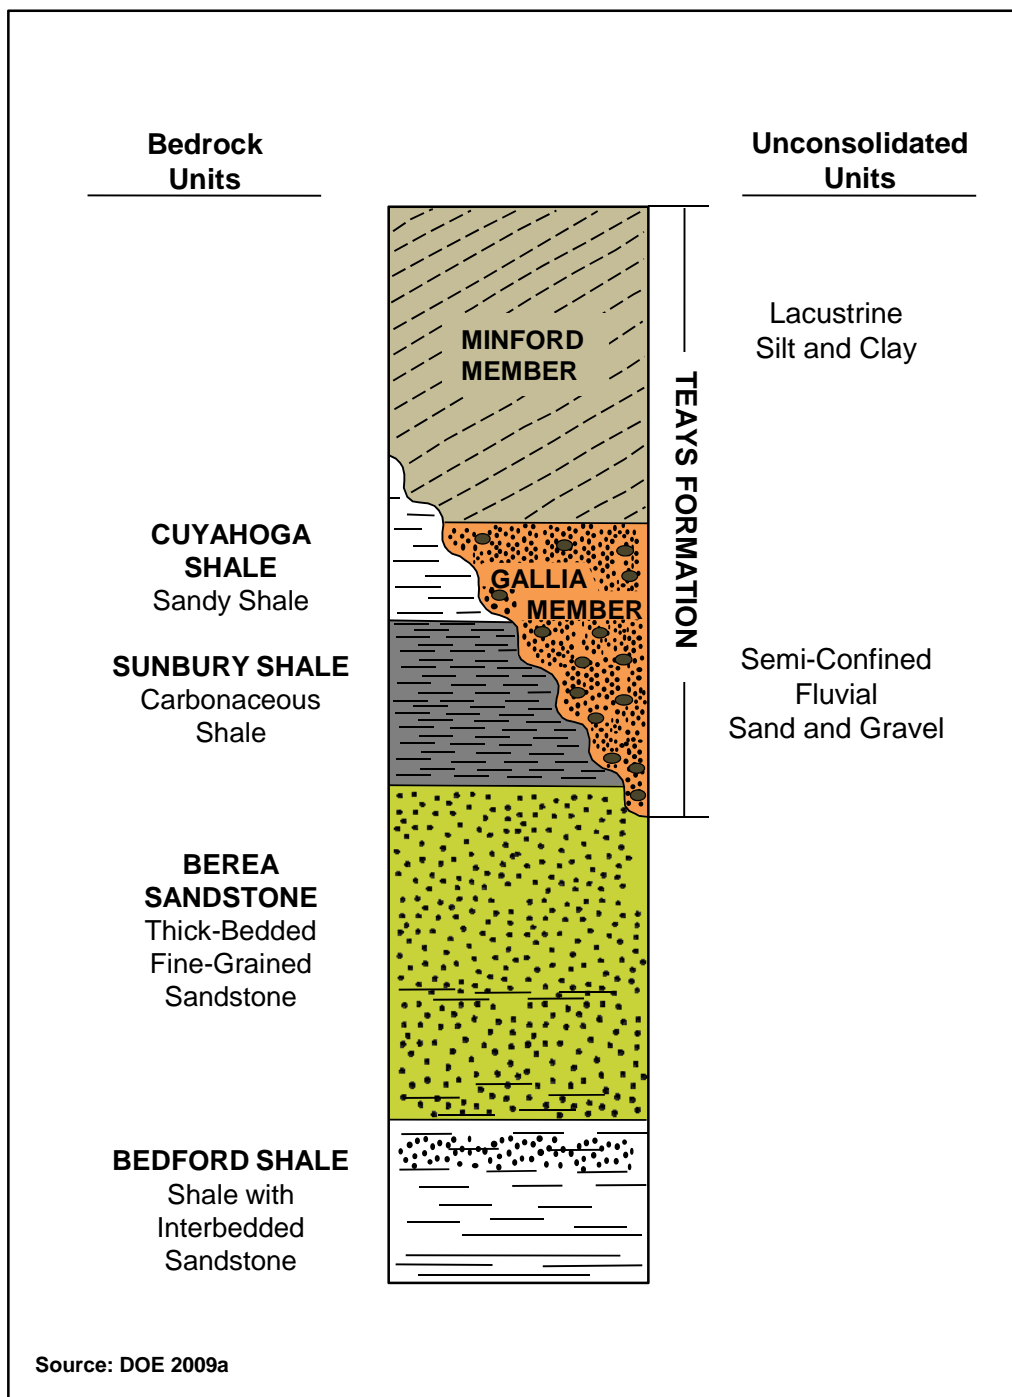 Bedrock
Units
Unconsolidated
Units
MINFORD
MEMBER
Lacustrine
Silt and Clay
TEAYS FORMATION
CUYAHOGA
SHALE
Sandy Shale
GALLIA
MEMBER
SUNBURY SHALE
Carbonaceous
Shale
Semi-Confined
Fluvial
Sand and Gravel
BEREA
SANDSTONE
Thick-Bedded
Fine-Grained
Sandstone
BEDFORD SHALE
Shale with
Interbedded
Sandstone
Source: DOE 2009a